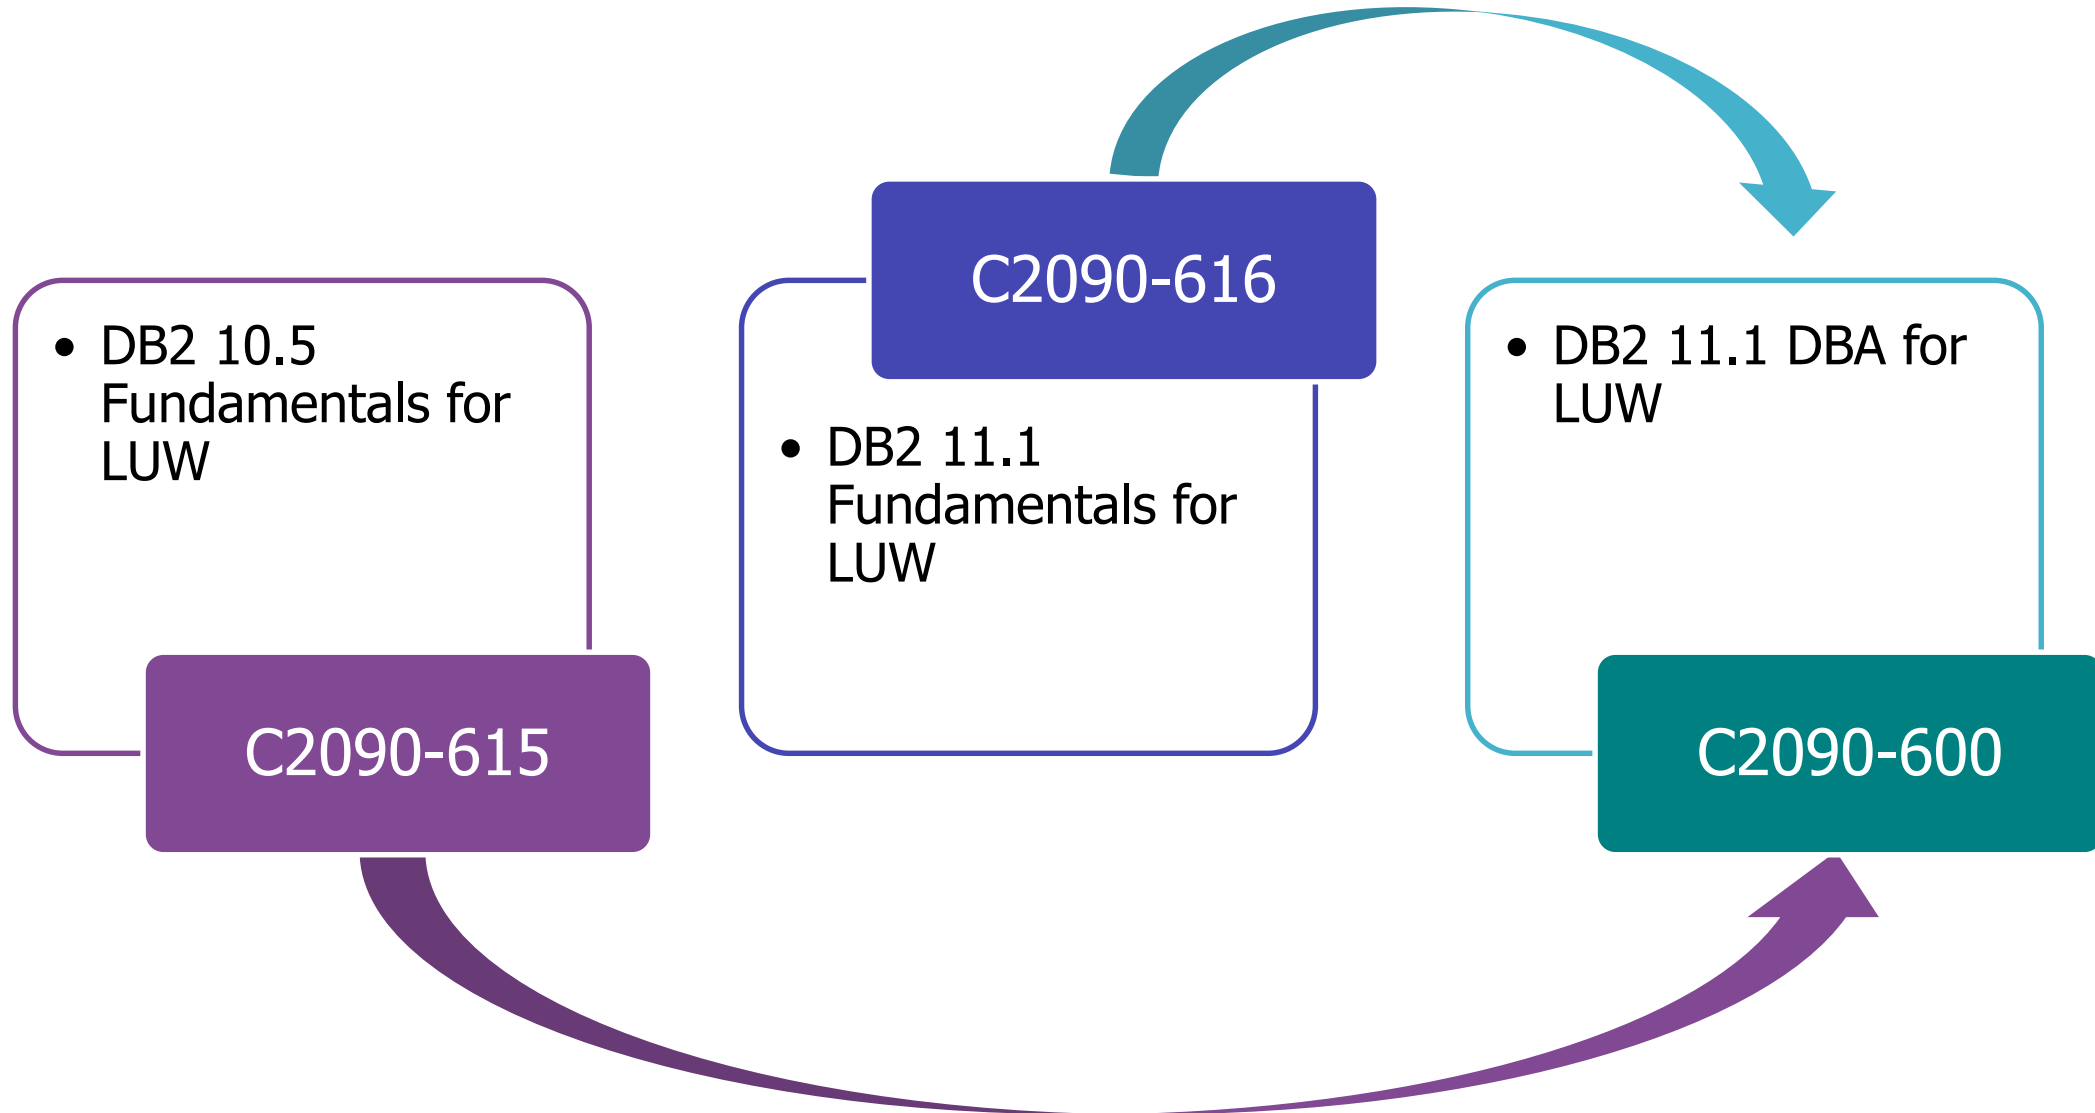 • DB2 10.5
Fundamentals for
LUW
C2090-615
C2090-616
• DB2 11.1
Fundamentals for
LUW
• DB2 11.1 DBA for
LUW
C2090-600